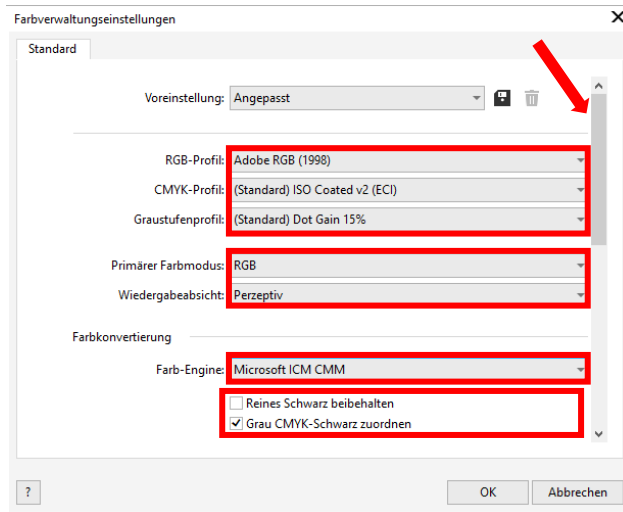 Farbverwaltungseinstellungen
Standard
Voreinstellung: Angepasst
RGB-Profil: Adobe RGB (1998)
CMYK-Profil: (Standard) ISO Coated v2 (ECI)
Graustufenprofil: (Standard) Dot Gain 15%
Primärer Farbmodus: RGB
Wiedergabeabsicht: Perzeptiv
Farbkonvertierung
Farb-Engine: Microsoft ICM CMM
Reines Schwarz beibehalten
Grau CMYK-Schwarz zuordnen
? OK Abbrechen